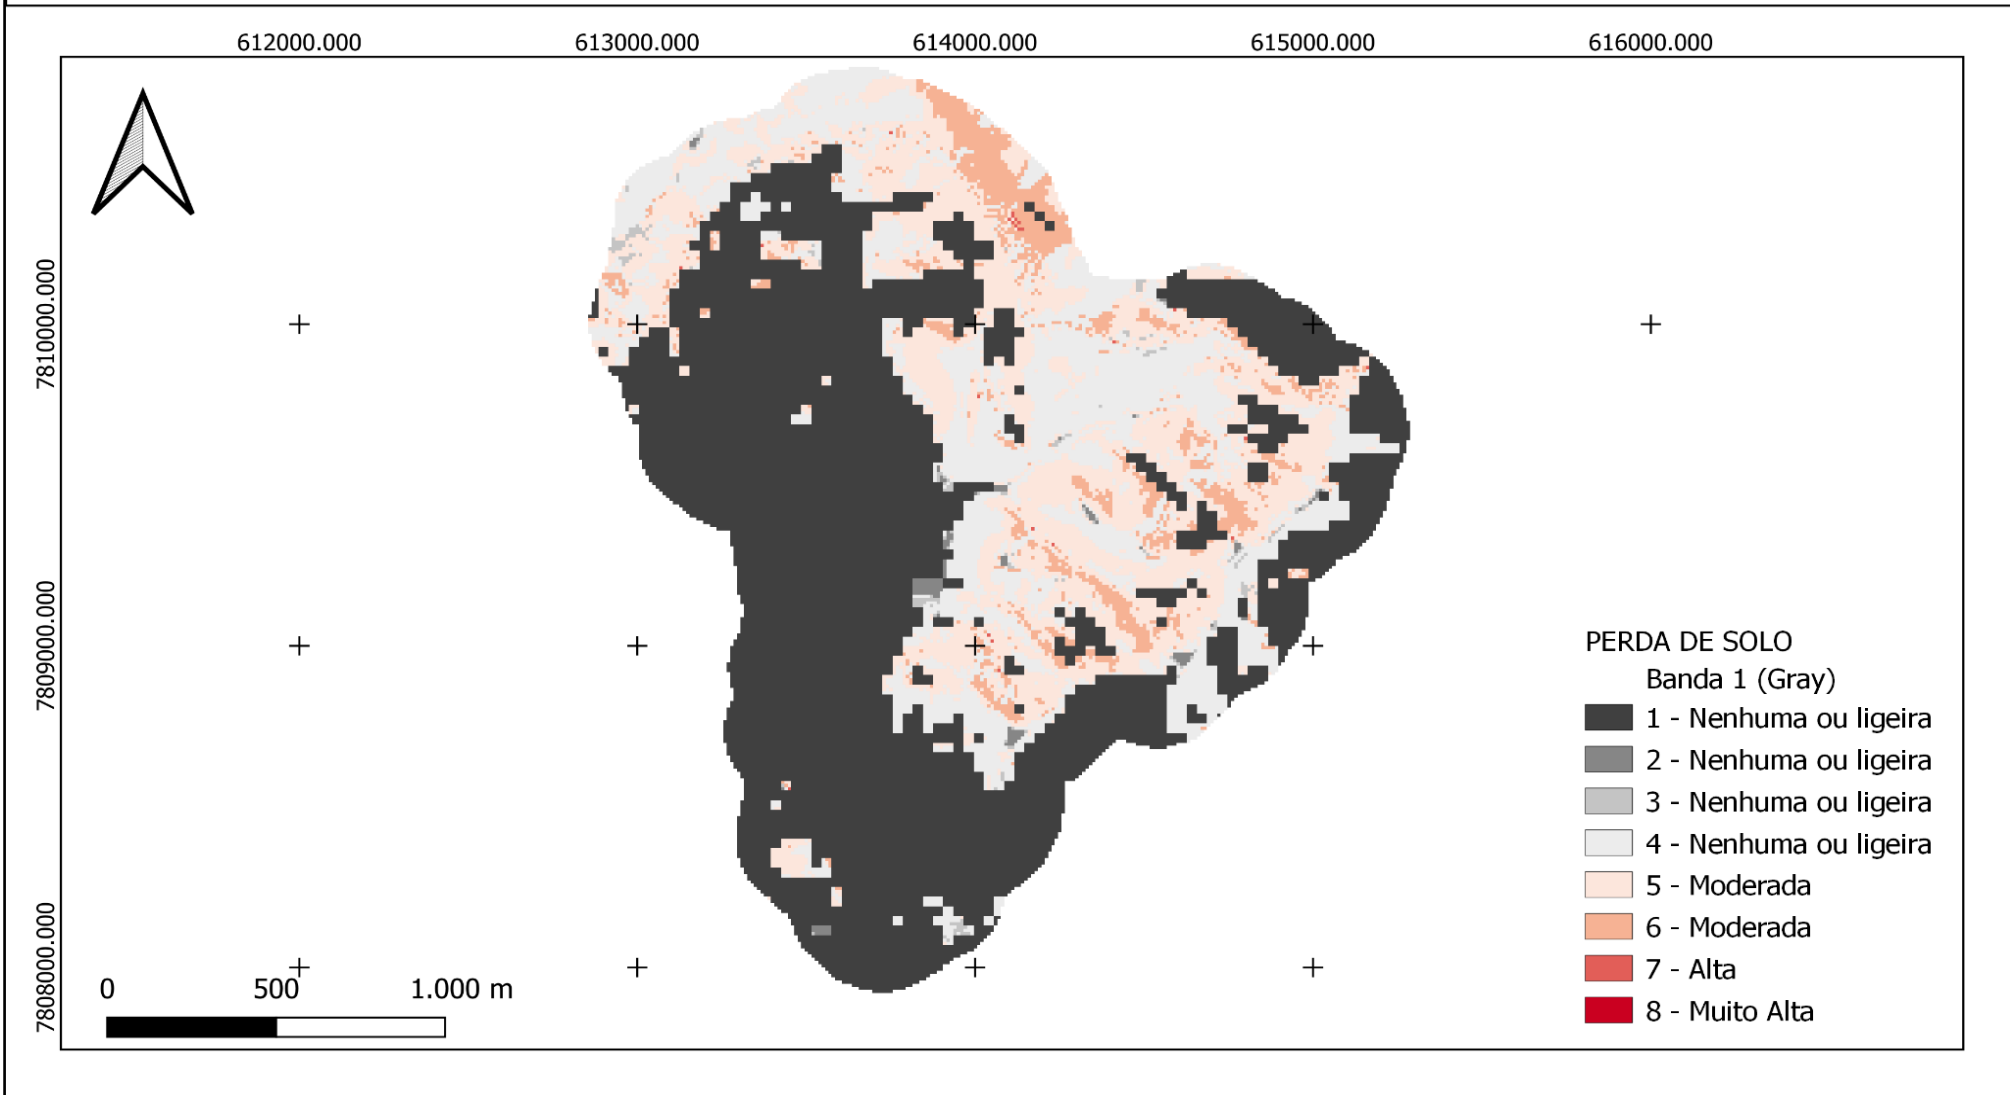 612000.000
613000.000
614000.000
615000.000
616000.000
7810000.000
7809000.000
7808000.000
PERDA DE SOLO
Banda 1 (Gray)
1 - Nenhuma ou ligeira
2 - Nenhuma ou ligeira
3 - Nenhuma ou ligeira
4 - Nenhuma ou ligeira
5 - Moderada
6 - Moderada
7 - Alta
8 - Muito Alta
0 500 1.000 m